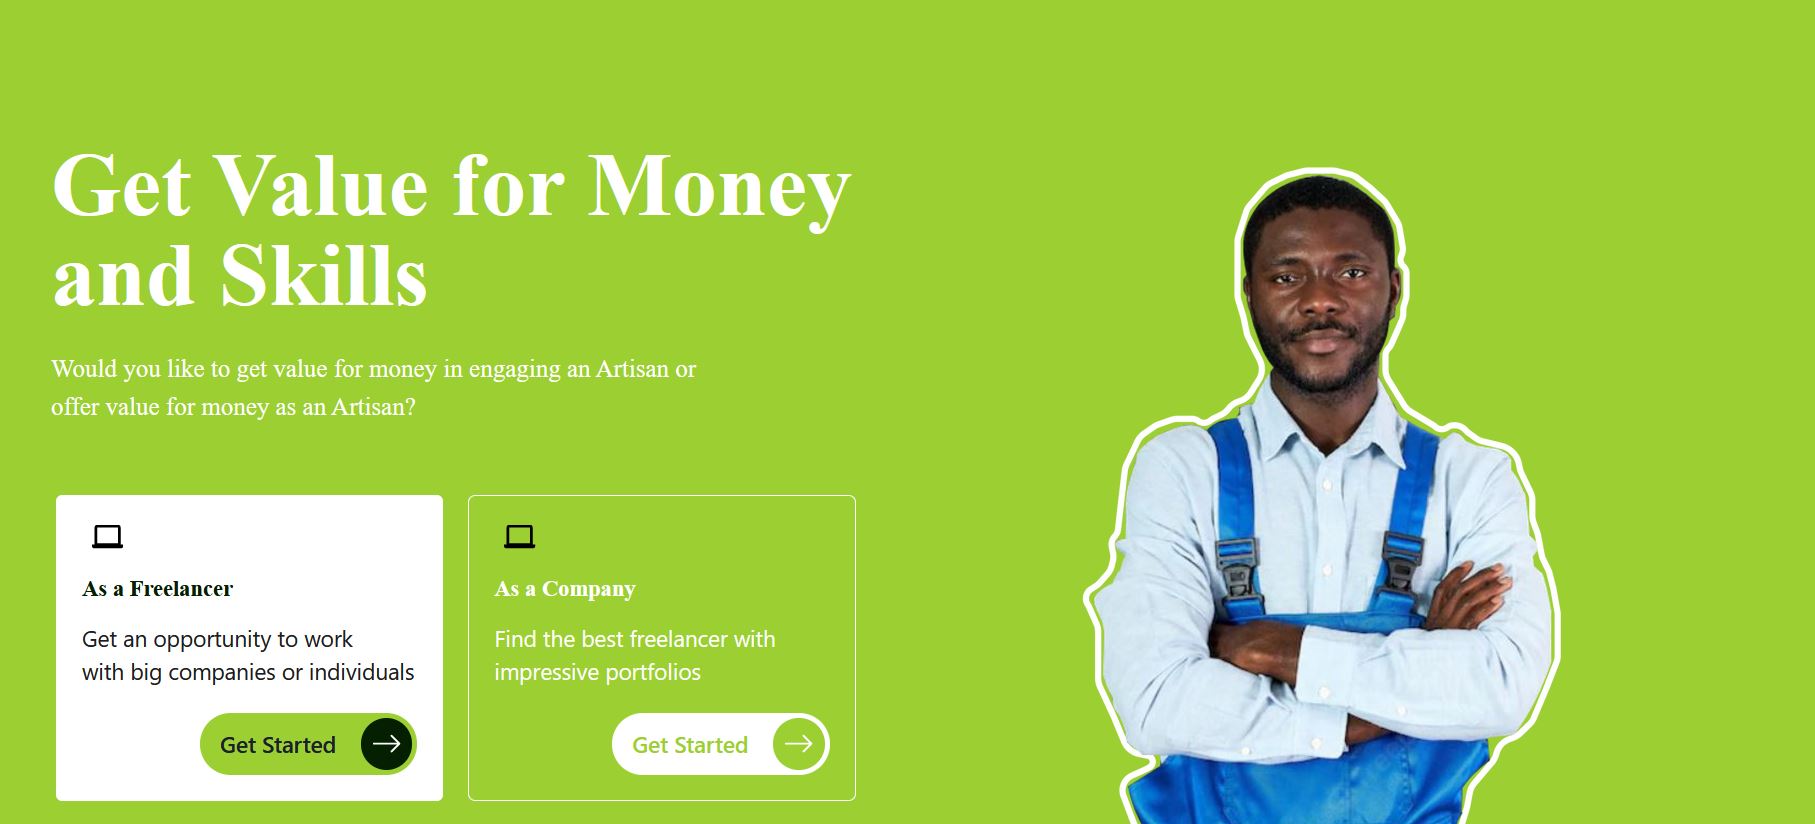 Get Value for Money
and Skills
Would you like to get value for money in engaging an Artisan or
offer value for money as an Artisan?
As a Freelancer
Get an opportunity to work
with big companies or individuals
Get Started
As a Company
Find the best freelancer with
impressive portfolios
Get Started